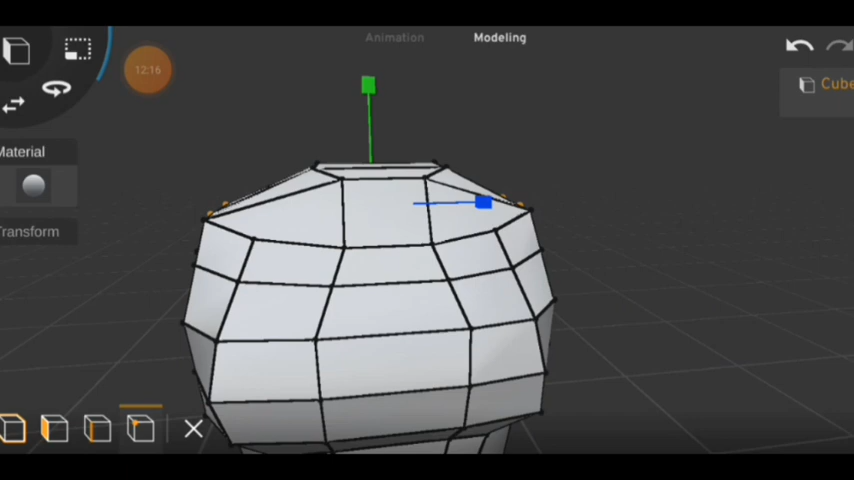 Animation
Modeling
12:16
Cube
Material
Transform